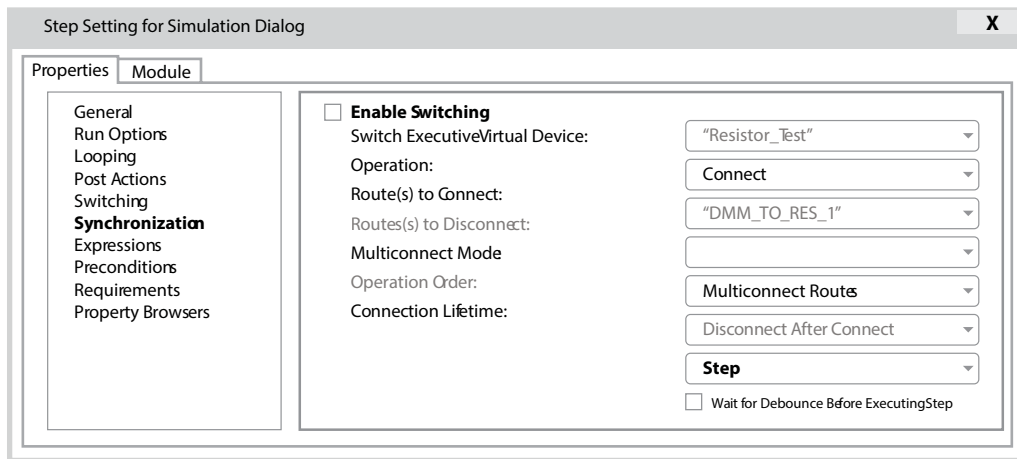 Step Setting for Simulation Dialog
X
Properties
Module
General
Run Options
Looping
Post Actions
Switching
Synchronization
Expressions
Preconditions
Requirements
Property Browsers
Enable Switching
Switch ExecutiveVirtual Device:
"Resistor_Test"
Operation:
Connect
Route(s) to Connect:
"DMM_TO_RES_1"
Routes(s) to Disconnect:
Multiconnect Mode
Multiconnect Routes
Operation Order:
Disconnect After Connect
Connection Lifetime:
Step
Wait for Debounce Before ExecutingStep